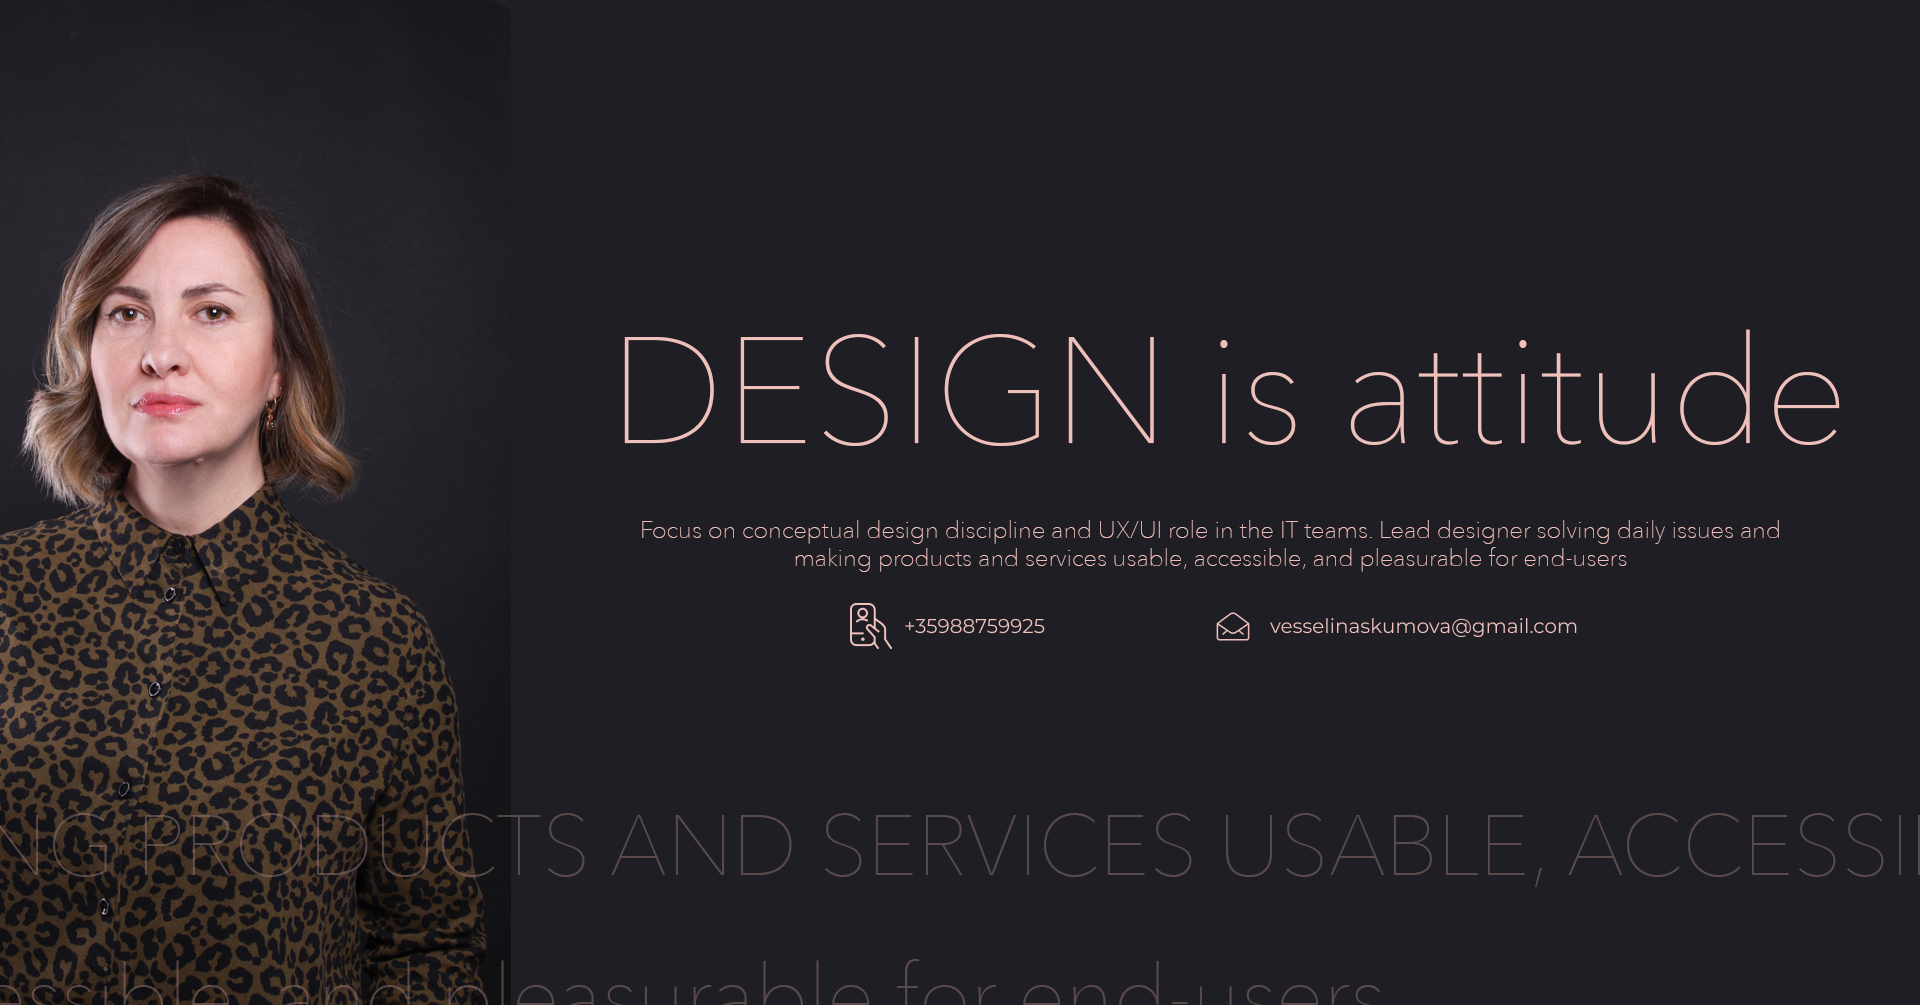 DESIGN is attitude
Focus on conceptual design discipline and UX/UI role in the IT teams. Lead designer solving daily issues and
making products and services usable, accessible, and pleasurable for end-users
+35988759925
vesselinaskumova@gmail.com
NG PRODUCTS AND SERVICES USABLE, ACCESSI
essible, and pleasurable for end-users